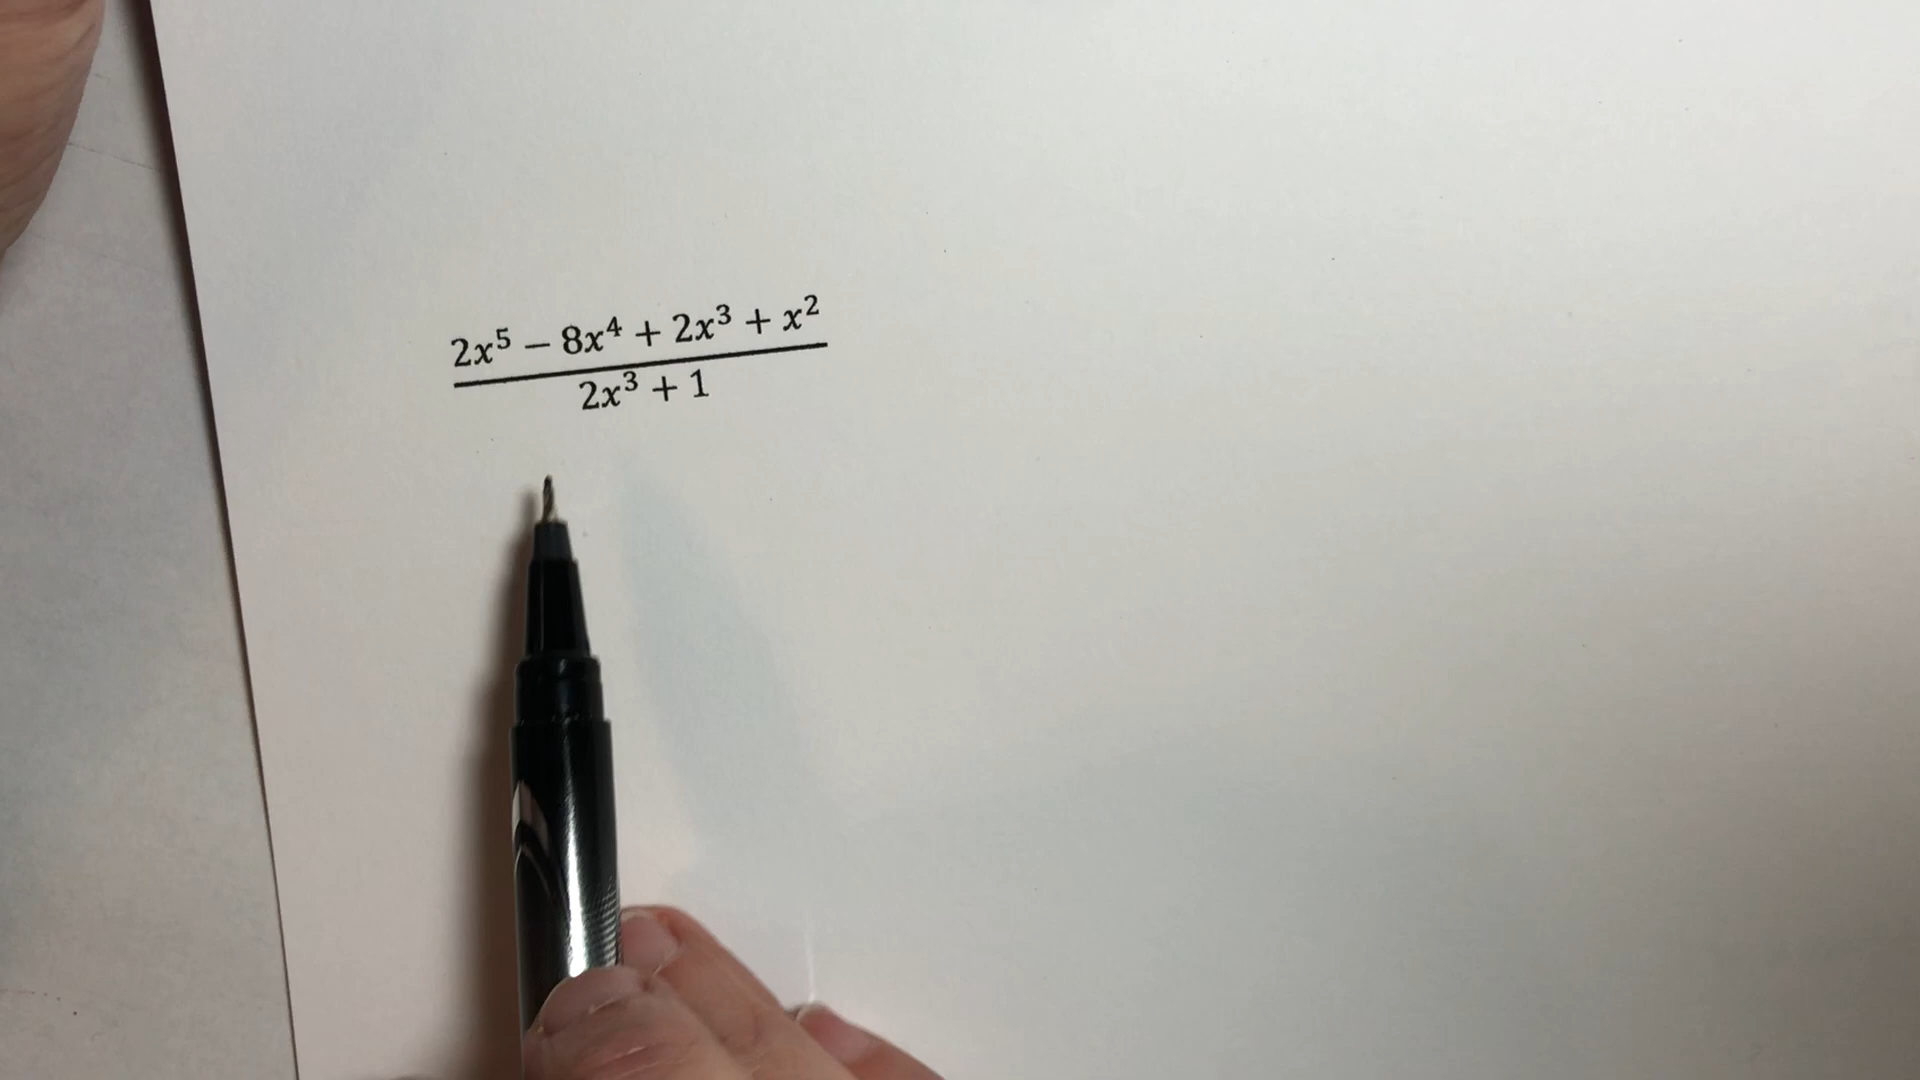 2x⁵ − 8x⁴ + 2x³ + x²
2x³ + 1